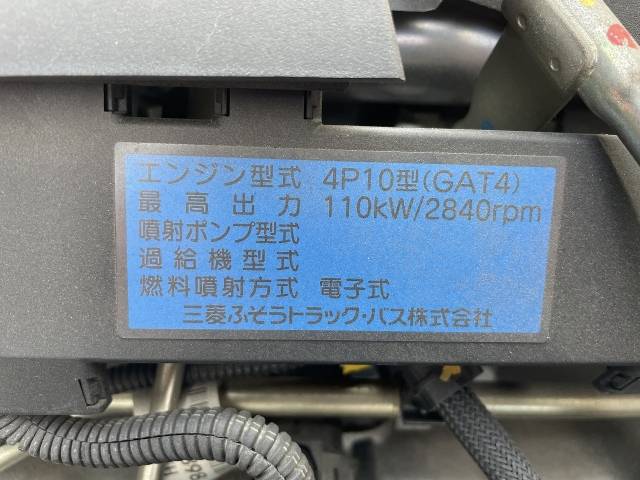 エンジン型式 4P10型(GAT4)
最高出力 110kW/2840rpm
噴射ポンプ型式
過給機型式
燃料噴射方式 電子式
三菱ふそうトラック・バス株式会社